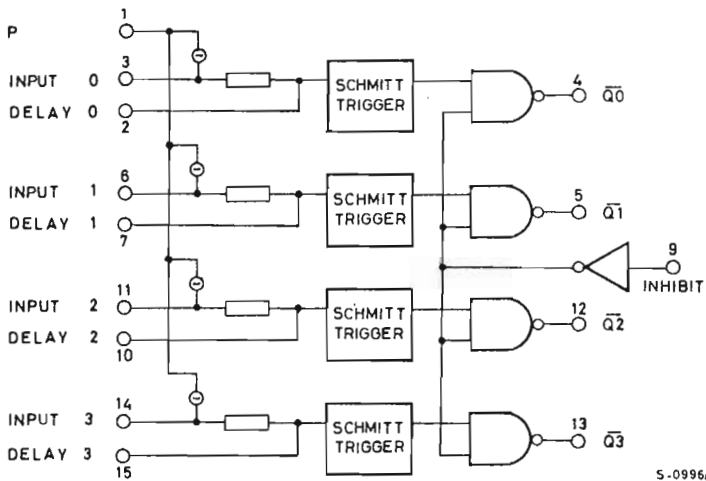 1
P
3
INPUT 0
DELAY 0
2
SCHMITT
TRIGGER
4
Q0
6
INPUT 1
DELAY 1
7
SCHMITT
TRIGGER
5
Q1
9
INHIBIT
11
INPUT 2
DELAY 2
10
SCHMITT
TRIGGER
12
Q2
14
INPUT 3
DELAY 3
15
SCHMITT
TRIGGER
13
Q3
S-0996